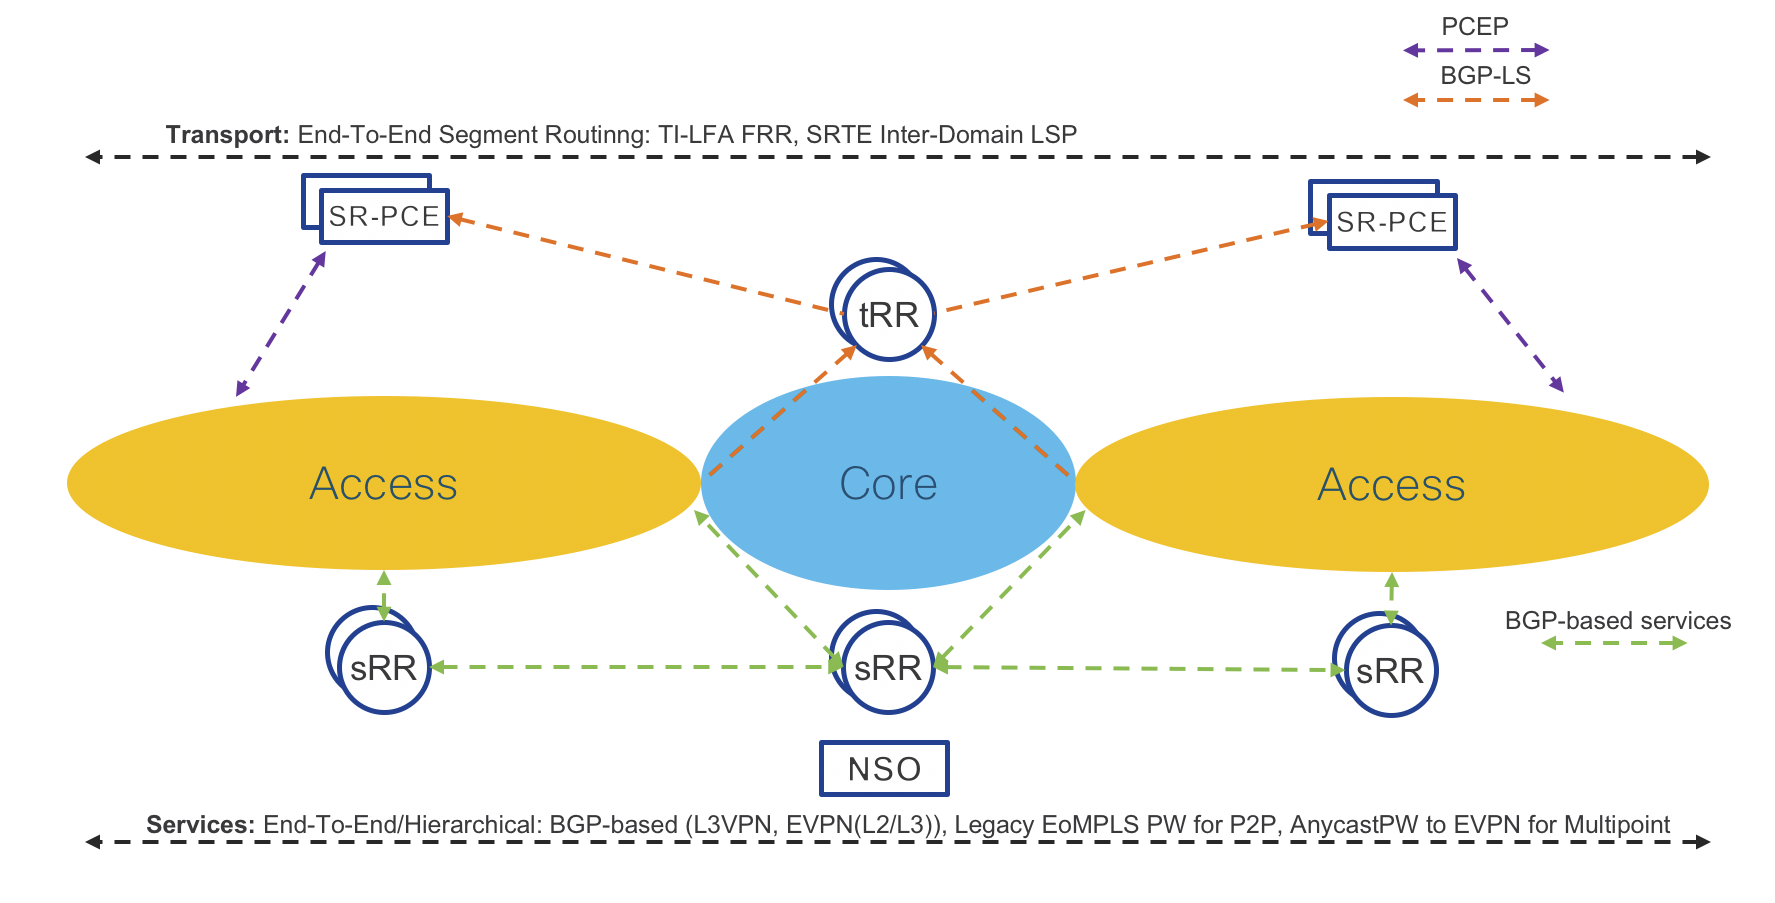 PCEP
BGP-LS
Transport: End-To-End Segment Routinng: TI-LFA FRR, SRTE Inter-Domain LSP
SR-PCE
SR-PCE
tRR
Access
Core
Access
BGP-based services
sRR
sRR
sRR
NSO
Services: End-To-End/Hierarchical: BGP-based (L3VPN, EVPN(L2/L3)), Legacy EoMPLS PW for P2P, AnycastPW to EVPN for Multipoint